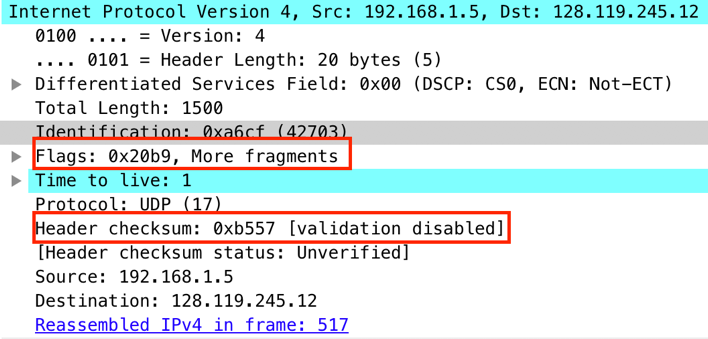 Internet Protocol Version 4, Src: 192.168.1.5, Dst: 128.119.245.12
0100 .... = Version: 4
.... 0101 = Header Length: 20 bytes (5)
Differentiated Services Field: 0x00 (DSCP: CS0, ECN: Not-ECT)
Total Length: 1500
Identification: 0xa6cf (42703)
Flags: 0x20b9, More fragments
Time to live: 1
Protocol: UDP (17)
Header checksum: 0xb557 [validation disabled]
[Header checksum status: Unverified]
Source: 192.168.1.5
Destination: 128.119.245.12
Reassembled IPv4 in frame: 517